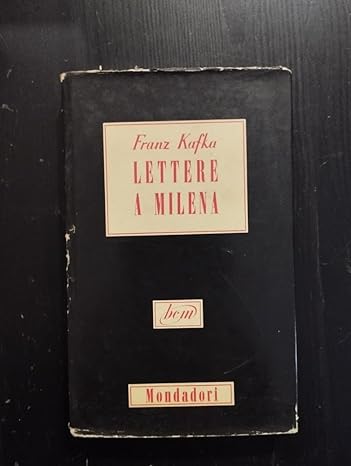 Franz Kafka
LETTERE
A MILENA
bcm
Mondadori